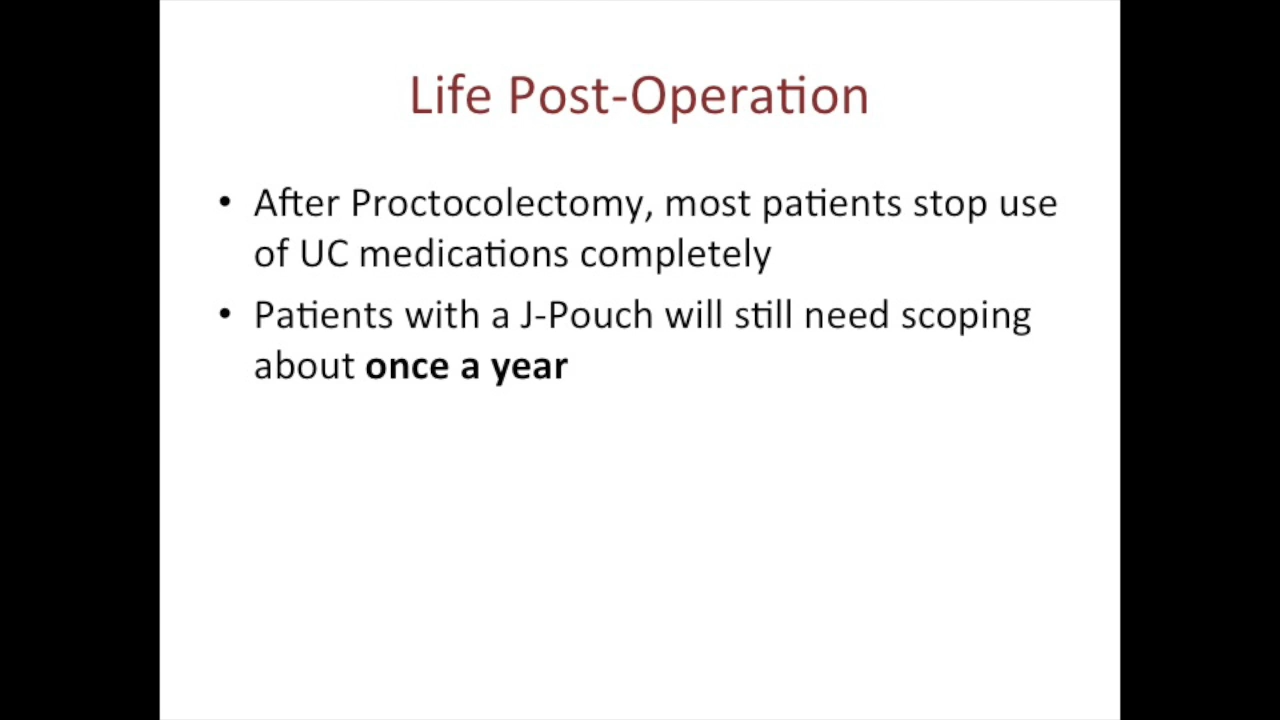 Life Post-Operation
• After Proctocolectomy, most patients stop use
of UC medications completely
• Patients with a J-Pouch will still need scoping
about once a year